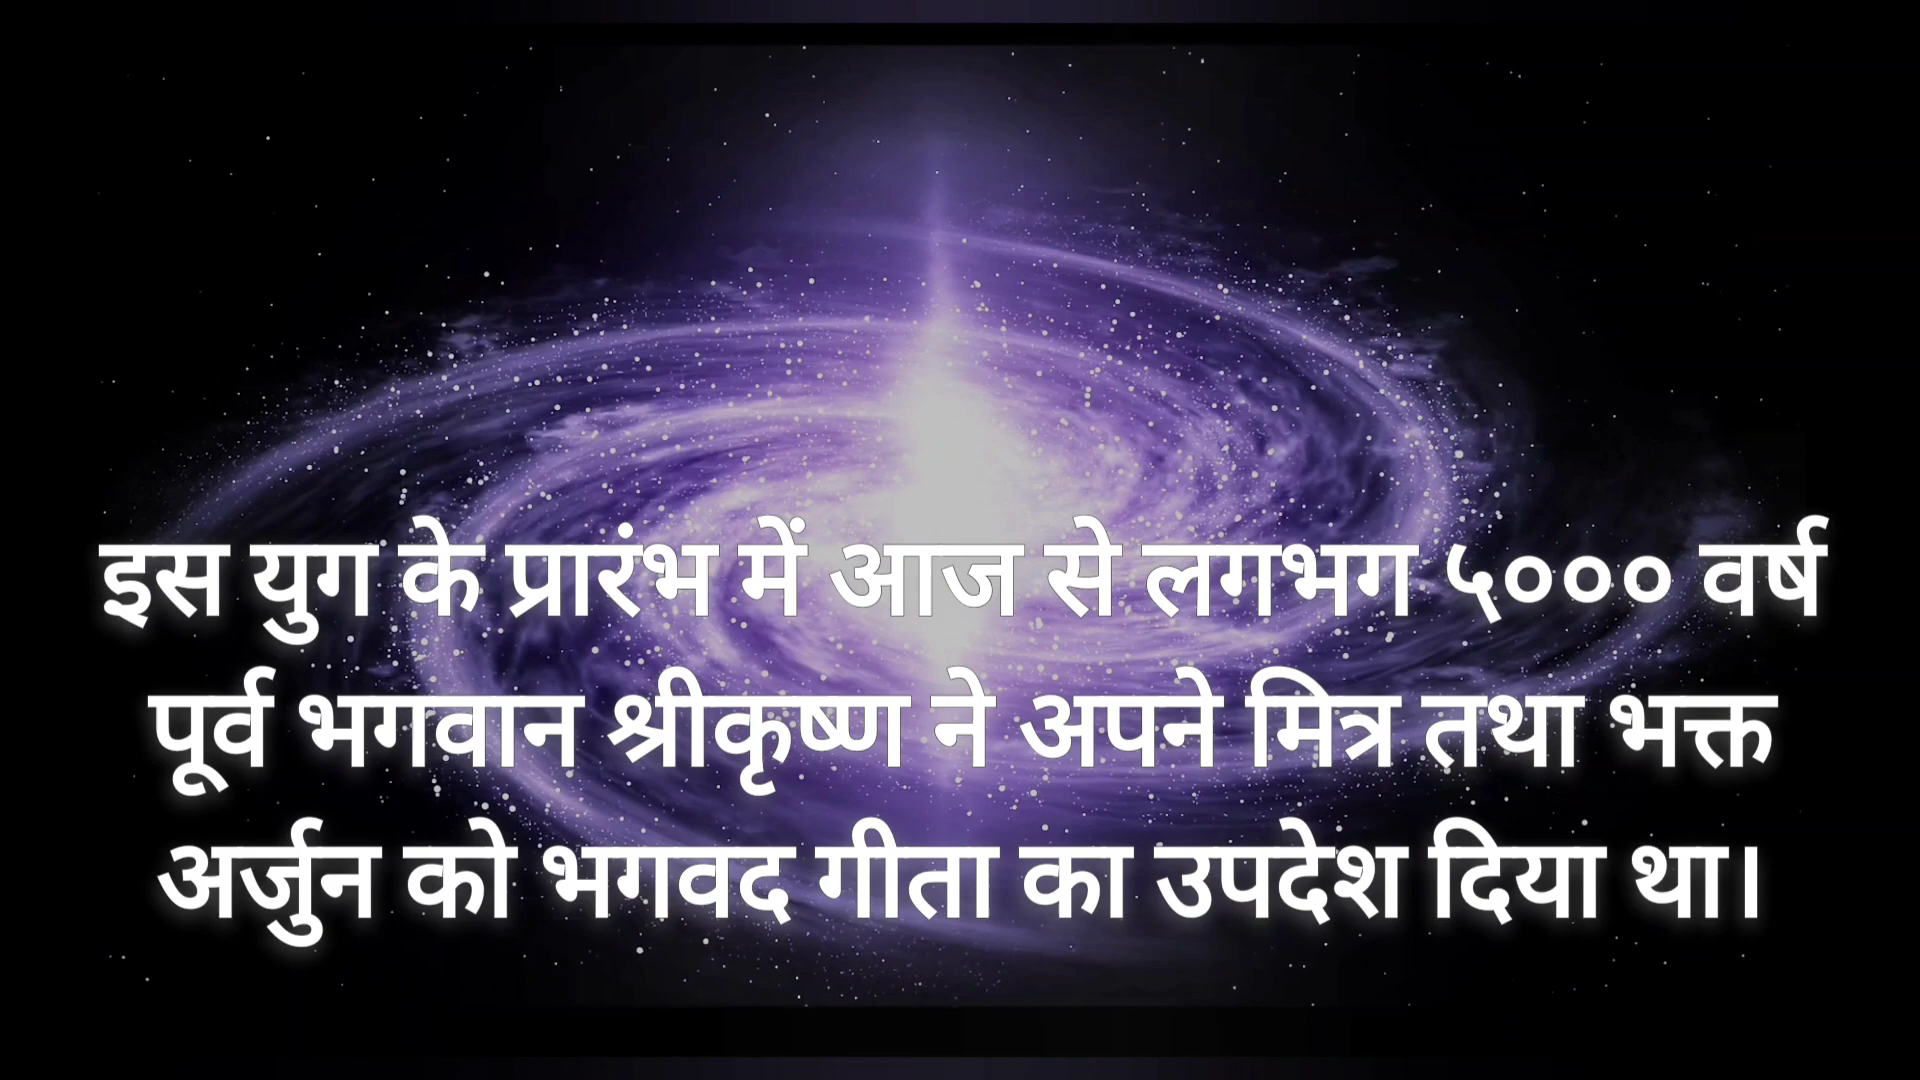 इस युग के प्रारंभ में आज से लगभग ५००० वर्ष
पूर्व भगवान श्रीकृष्ण ने अपने मित्र तथा भक्त
अर्जुन को भगवद गीता का उपदेश दिया था।